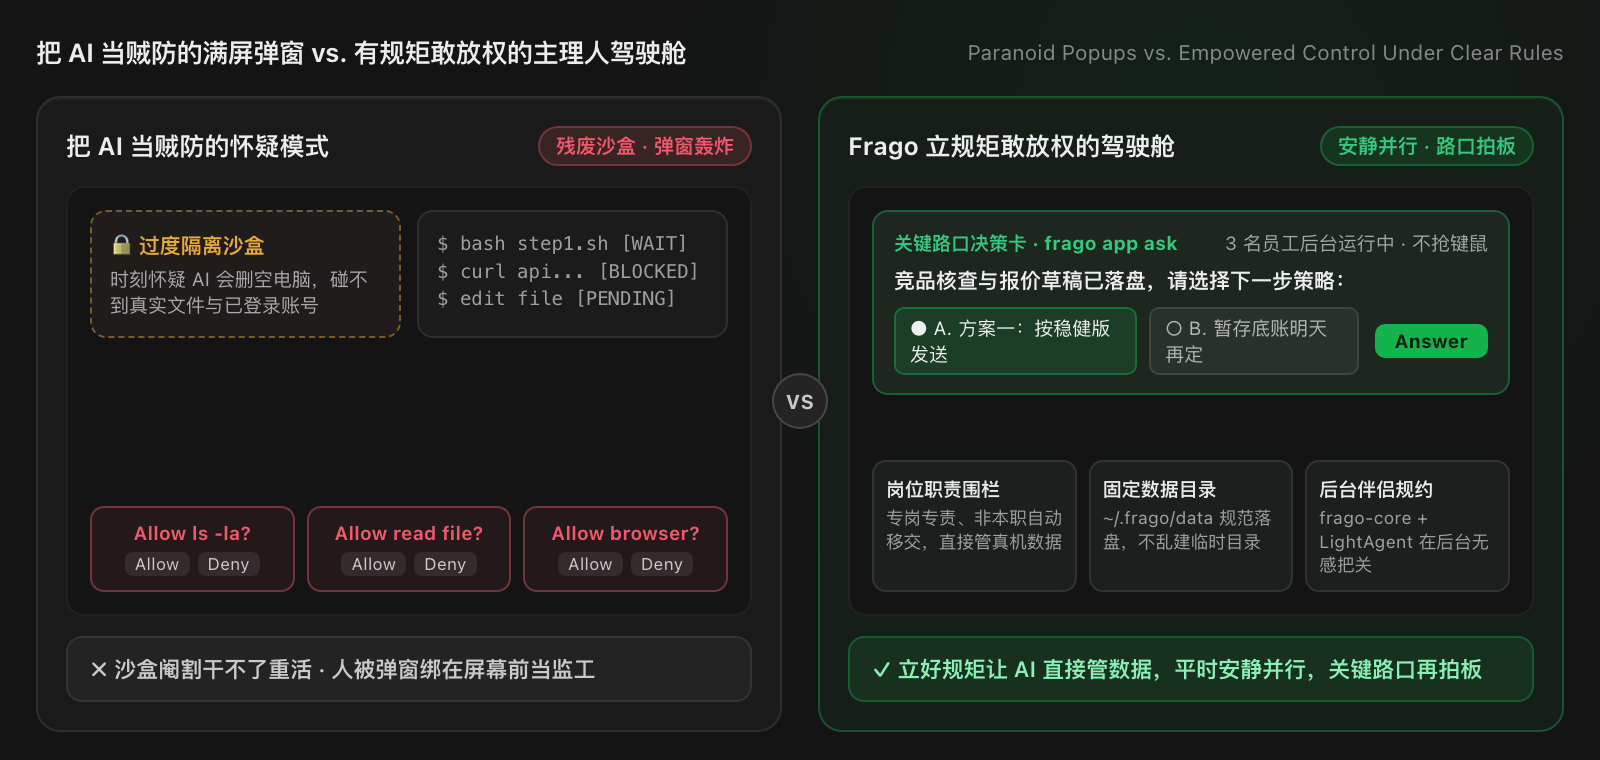 把 AI 当贼防的满屏弹窗 vs. 有规矩敢放权的主理人驾驶舱
Paranoid Popups vs. Empowered Control Under Clear Rules
把 AI 当贼防的怀疑模式
残废沙盒 · 弹窗轰炸
🔒 过度隔离沙盒
时刻怀疑 AI 会删空电脑，碰不
到真实文件与已登录账号
$ bash step1.sh [WAIT]
$ curl api... [BLOCKED]
$ edit file [PENDING]
Allow ls -la?
Allow Deny
Allow read file?
Allow Deny
Allow browser?
Allow Deny
✕ 沙盒阉割干不了重活 · 人被弹窗绑在屏幕前当监工
VS
Frago 立规矩敢放权的驾驶舱
安静并行 · 路口拍板
关键路口决策卡 · frago app ask
3 名员工后台运行中 · 不抢键鼠
竞品核查与报价草稿已落盘，请选择下一步策略：
● A. 方案一：按稳健版
发送
○ B. 暂存底账明天
再定
Answer
岗位职责围栏
专岗专责、非本职自动
移交，直接管真机数据
固定数据目录
~/.frago/data 规范落
盘，不乱建临时目录
后台伴侣规约
frago-core +
LightAgent 在后台无
感把关
✓ 立好规矩让 AI 直接管数据，平时安静并行，关键路口再拍板